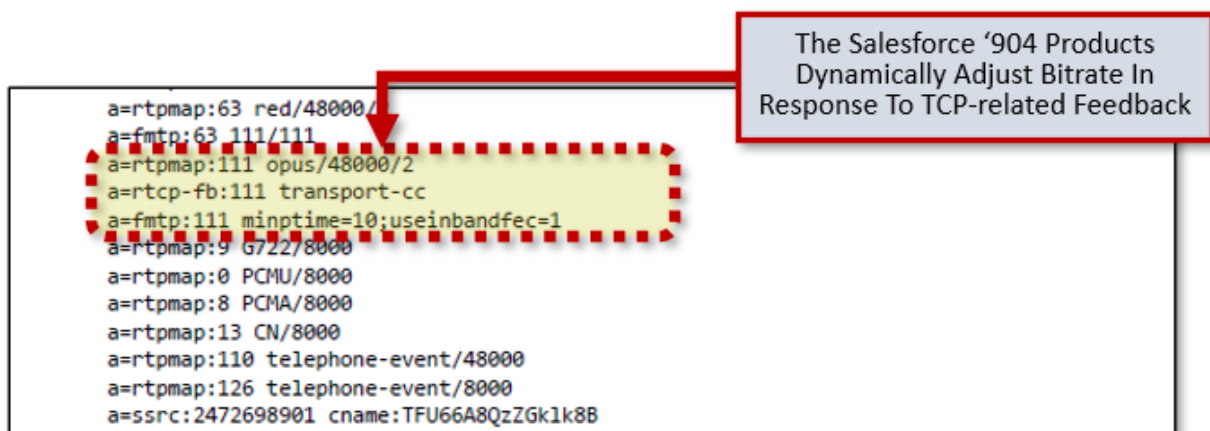 The Salesforce ‘904 Products
Dynamically Adjust Bitrate In
Response To TCP-related Feedback
a=rtpmap:63 red/48000/
a=fmtp:63 111/111
a=rtpmap:111 opus/48000/2
a=rtcp-fb:111 transport-cc
a=fmtp:111 minptime=10;useinbandfec=1
a=rtpmap:9 G722/8000
a=rtpmap:0 PCMU/8000
a=rtpmap:8 PCMA/8000
a=rtpmap:13 CN/8000
a=rtpmap:110 telephone-event/48000
a=rtpmap:126 telephone-event/8000
a=ssrc:2472698901 cname:TFU66A8QzZGklk8B